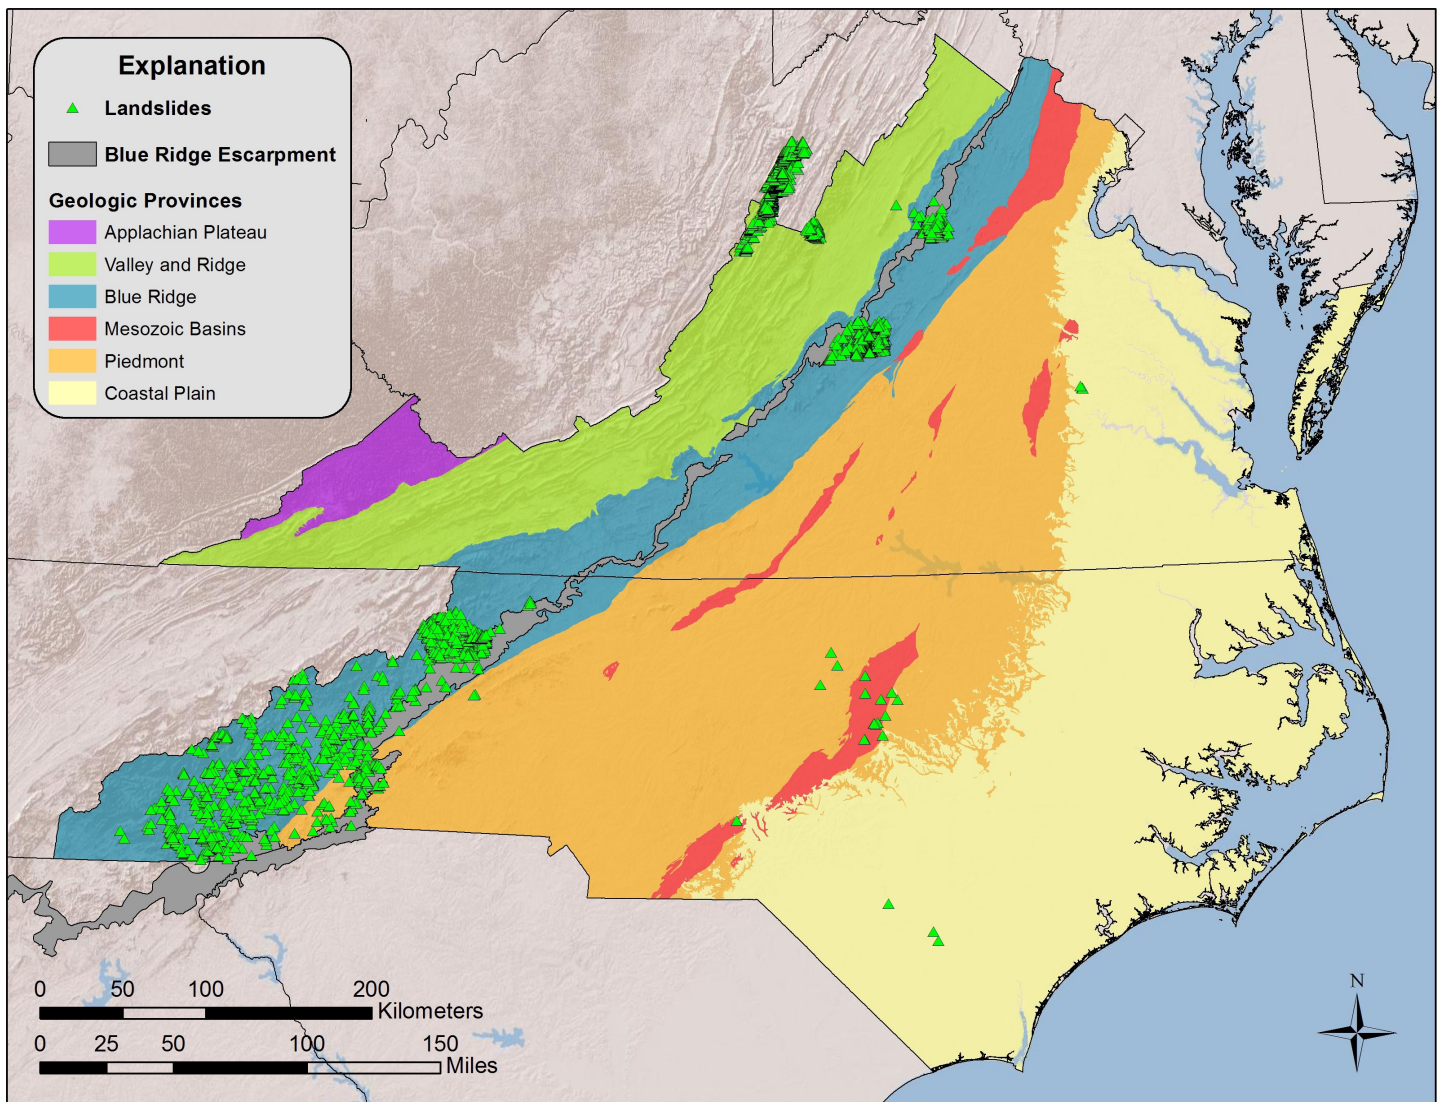 Explanation
Landslides
Blue Ridge Escarpment
Geologic Provinces
Applachian Plateau
Valley and Ridge
Blue Ridge
Mesozoic Basins
Piedmont
Coastal Plain
0 50 100 200
Kilometers
0 25 50 100 150
Miles
N